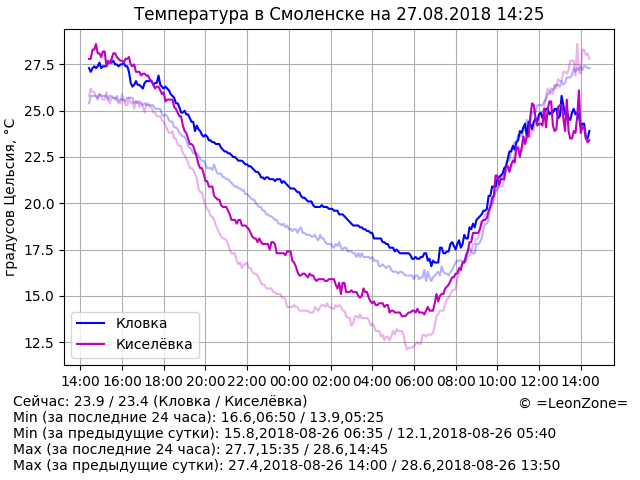 Температура в Смоленске на 27.08.2018 14:25
градусов Цельсия, °C
27.5
25.0
22.5
20.0
17.5
15.0
12.5
Кловка
Киселёвка
14:00 16:00 18:00 20:00 22:00 00:00 02:00 04:00 06:00 08:00 10:00 12:00 14:00
Сейчас: 23.9 / 23.4 (Кловка / Киселёвка)
© =LeonZone=
Min (за последние 24 часа): 16.6,06:50 / 13.9,05:25
Min (за предыдущие сутки): 15.8,2018-08-26 06:35 / 12.1,2018-08-26 05:40
Max (за последние 24 часа): 27.7,15:35 / 28.6,14:45
Max (за предыдущие сутки): 27.4,2018-08-26 14:00 / 28.6,2018-08-26 13:50